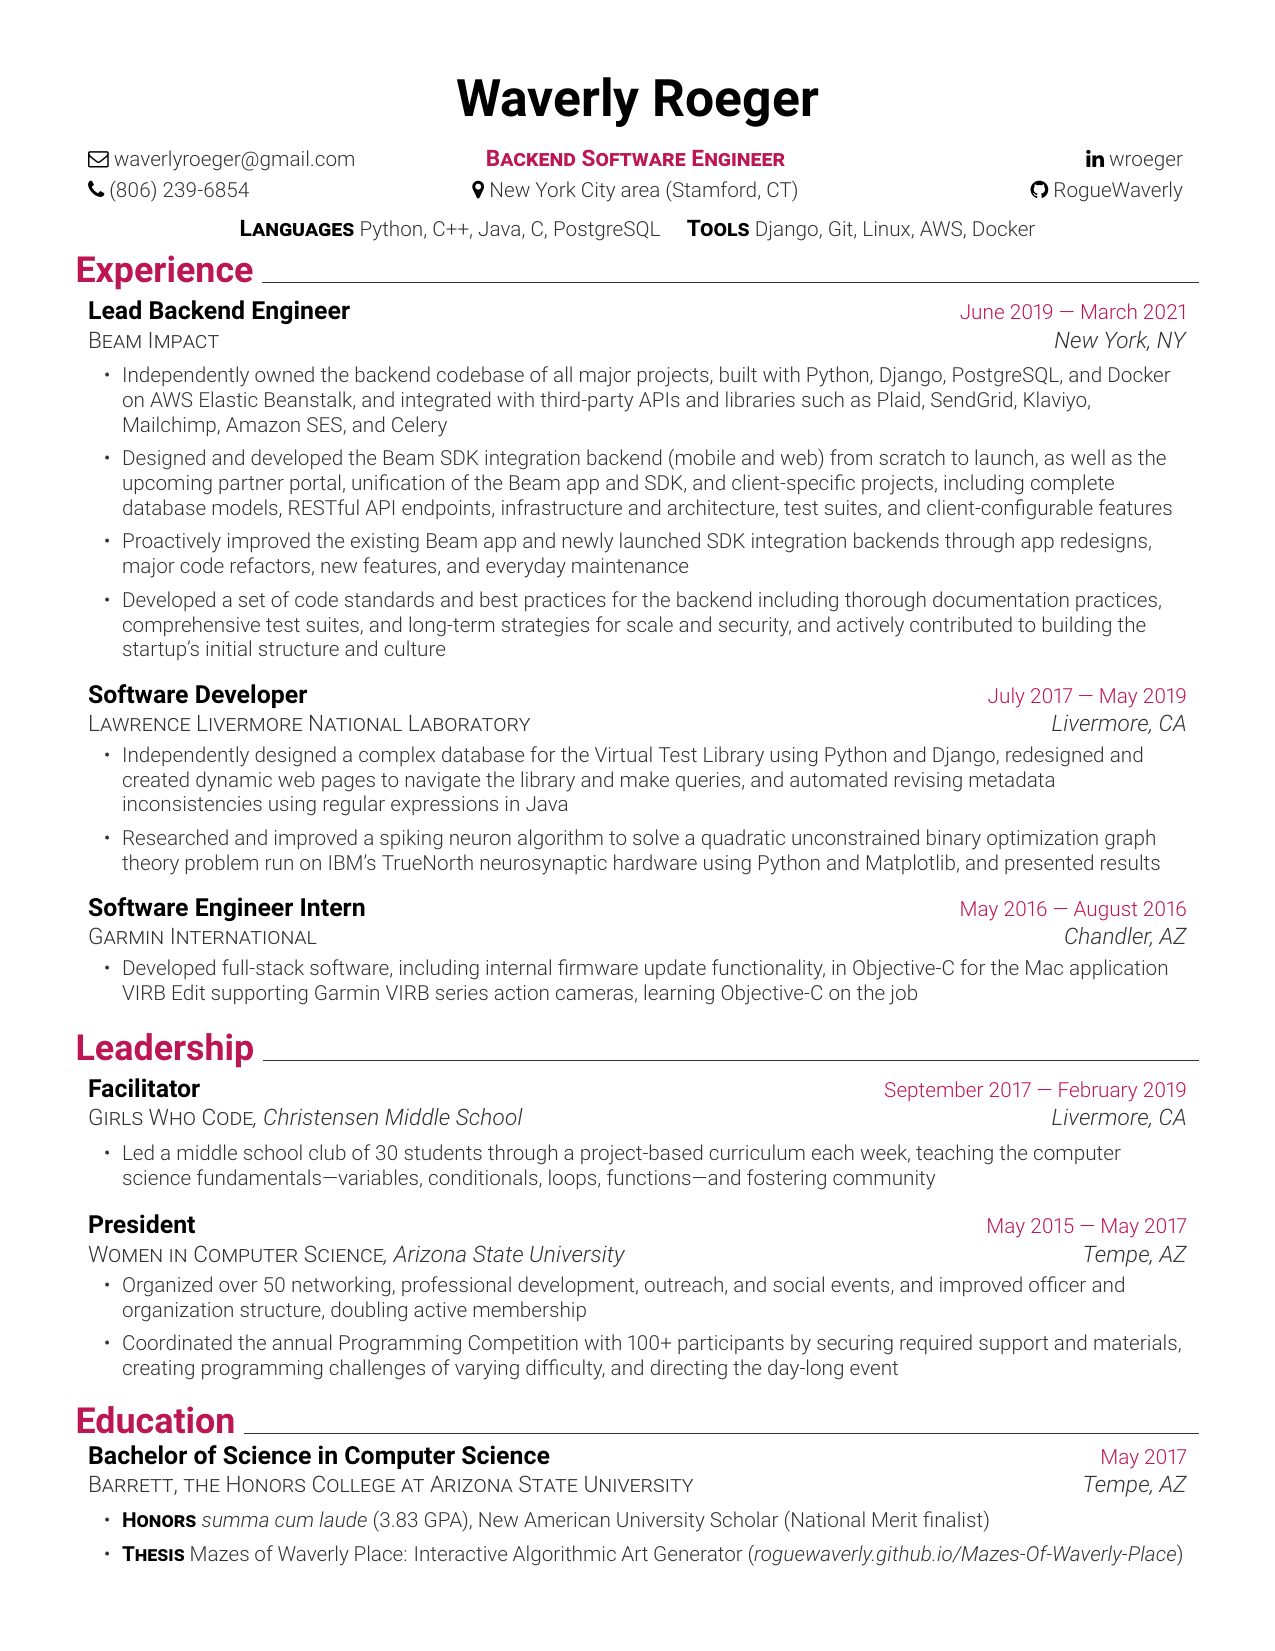 Waverly Roeger
waverlyroeger@gmail.com
Backend Software Engineer
wroeger
(806) 239-6854
New York City area (Stamford, CT)
RogueWaverly
Languages Python, C++, Java, C, PostgreSQL Tools Django, Git, Linux, AWS, Docker
Experience
Lead Backend Engineer June 2019 — March 2021
Beam Impact New York, NY
• Independently owned the backend codebase of all major projects, built with Python, Django, PostgreSQL, and Docker
on AWS Elastic Beanstalk, and integrated with third-party APIs and libraries such as Plaid, SendGrid, Klaviyo,
Mailchimp, Amazon SES, and Celery
• Designed and developed the Beam SDK integration backend (mobile and web) from scratch to launch, as well as the
upcoming partner portal, unification of the Beam app and SDK, and client-specific projects, including complete
database models, RESTful API endpoints, infrastructure and architecture, test suites, and client-configurable features
• Proactively improved the existing Beam app and newly launched SDK integration backends through app redesigns,
major code refactors, new features, and everyday maintenance
• Developed a set of code standards and best practices for the backend including thorough documentation practices,
comprehensive test suites, and long-term strategies for scale and security, and actively contributed to building the
startup’s initial structure and culture
Software Developer July 2017 — May 2019
Lawrence Livermore National Laboratory Livermore, CA
• Independently designed a complex database for the Virtual Test Library using Python and Django, redesigned and
created dynamic web pages to navigate the library and make queries, and automated revising metadata
inconsistencies using regular expressions in Java
• Researched and improved a spiking neuron algorithm to solve a quadratic unconstrained binary optimization graph
theory problem run on IBM’s TrueNorth neurosynaptic hardware using Python and Matplotlib, and presented results
Software Engineer Intern May 2016 — August 2016
Garmin International Chandler, AZ
• Developed full-stack software, including internal firmware update functionality, in Objective-C for the Mac application
VIRB Edit supporting Garmin VIRB series action cameras, learning Objective-C on the job
Leadership
Facilitator September 2017 — February 2019
Girls Who Code, Christensen Middle School Livermore, CA
• Led a middle school club of 30 students through a project-based curriculum each week, teaching the computer
science fundamentals—variables, conditionals, loops, functions—and fostering community
President May 2015 — May 2017
Women in Computer Science, Arizona State University Tempe, AZ
• Organized over 50 networking, professional development, outreach, and social events, and improved officer and
organization structure, doubling active membership
• Coordinated the annual Programming Competition with 100+ participants by securing required support and materials,
creating programming challenges of varying difficulty, and directing the day-long event
Education
Bachelor of Science in Computer Science May 2017
Barrett, the Honors College at Arizona State University Tempe, AZ
• Honors summa cum laude (3.83 GPA), New American University Scholar (National Merit finalist)
• Thesis Mazes of Waverly Place: Interactive Algorithmic Art Generator (roguewaverly.github.io/Mazes-Of-Waverly-Place)